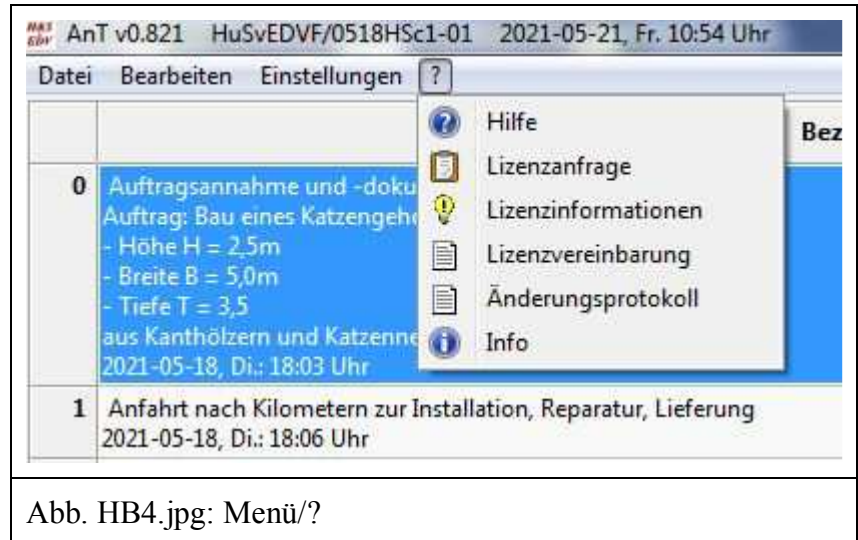 H&S EDV AnT v0.821 HuSvEDVF/0518HSc1-01 2021-05-21, Fr. 10:54 Uhr
Datei Bearbeiten Einstellungen ?
Hilfe
Lizenzanfrage
Lizenzinformationen
Lizenzvereinbarung
Änderungsprotokoll
Info
Bez
0 Auftragsannahme und -doku
Auftrag: Bau eines Katzengehe
- Höhe H = 2,5m
- Breite B = 5,0m
- Tiefe T = 3,5
aus Kanthölzern und Katzenne
2021-05-18, Di.: 18:03 Uhr
1 Anfahrt nach Kilometern zur Installation, Reparatur, Lieferung
2021-05-18, Di.: 18:06 Uhr
Abb. HB4.jpg: Menü/?